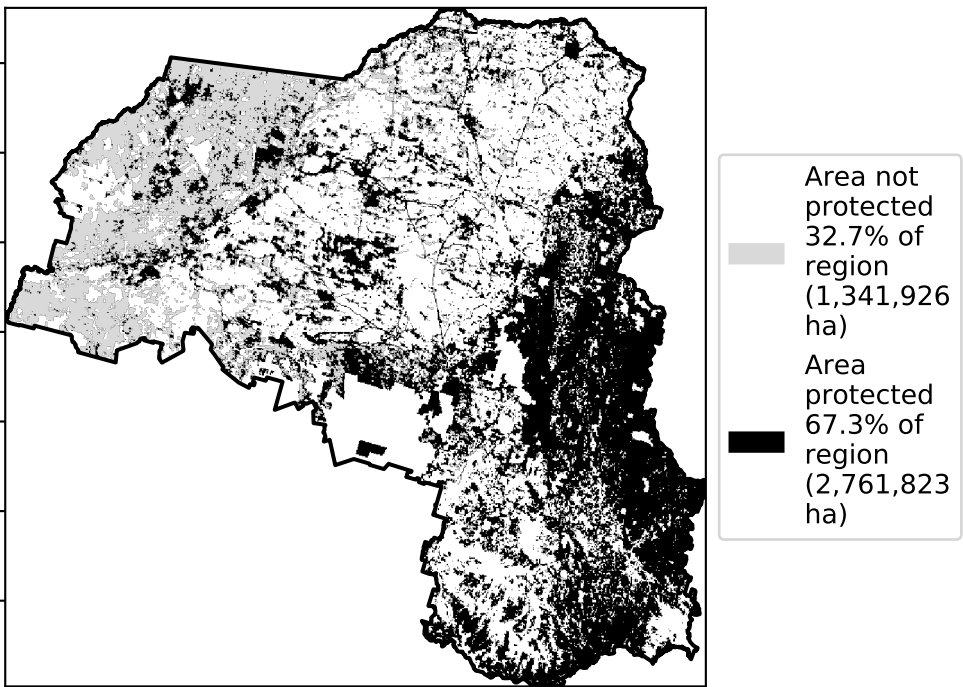 Area not
protected
32.7% of
region
(1,341,926
ha)
Area
protected
67.3% of
region
(2,761,823
ha)